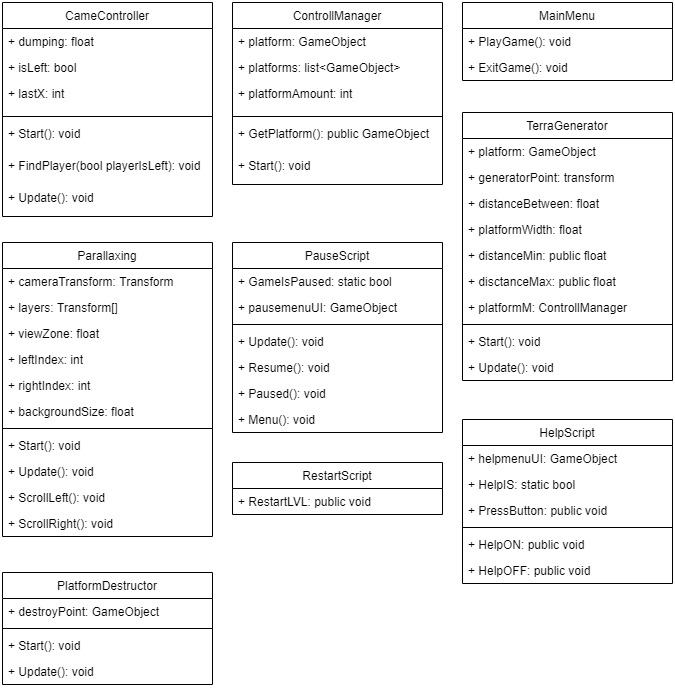 CameController
+ dumping: float
+ isLeft: bool
+ lastX: int
+ Start(): void
+ FindPlayer(bool playerIsLeft): void
+ Update(): void
ControllManager
+ platform: GameObject
+ platforms: list<GameObject>
+ platformAmount: int
+ GetPlatform(): public GameObject
+ Start(): void
MainMenu
+ PlayGame(): void
+ ExitGame(): void
TerraGenerator
+ platform: GameObject
+ generatorPoint: transform
+ distanceBetween: float
+ platformWidth: float
+ distanceMin: public float
+ disctanceMax: public float
+ platformM: ControllManager
+ Start(): void
+ Update(): void
Parallaxing
+ cameraTransform: Transform
+ layers: Transform[]
+ viewZone: float
+ leftIndex: int
+ rightIndex: int
+ backgroundSize: float
+ Start(): void
+ Update(): void
+ ScrollLeft(): void
+ ScrollRight(): void
PauseScript
+ GameIsPaused: static bool
+ pausemenuUI: GameObject
+ Update(): void
+ Resume(): void
+ Paused(): void
+ Menu(): void
RestartScript
+ RestartLVL: public void
HelpScript
+ helpmenuUI: GameObject
+ HelpIS: static bool
+ PressButton: public void
+ HelpON: public void
+ HelpOFF: public void
PlatformDestructor
+ destroyPoint: GameObject
+ Start(): void
+ Update(): void